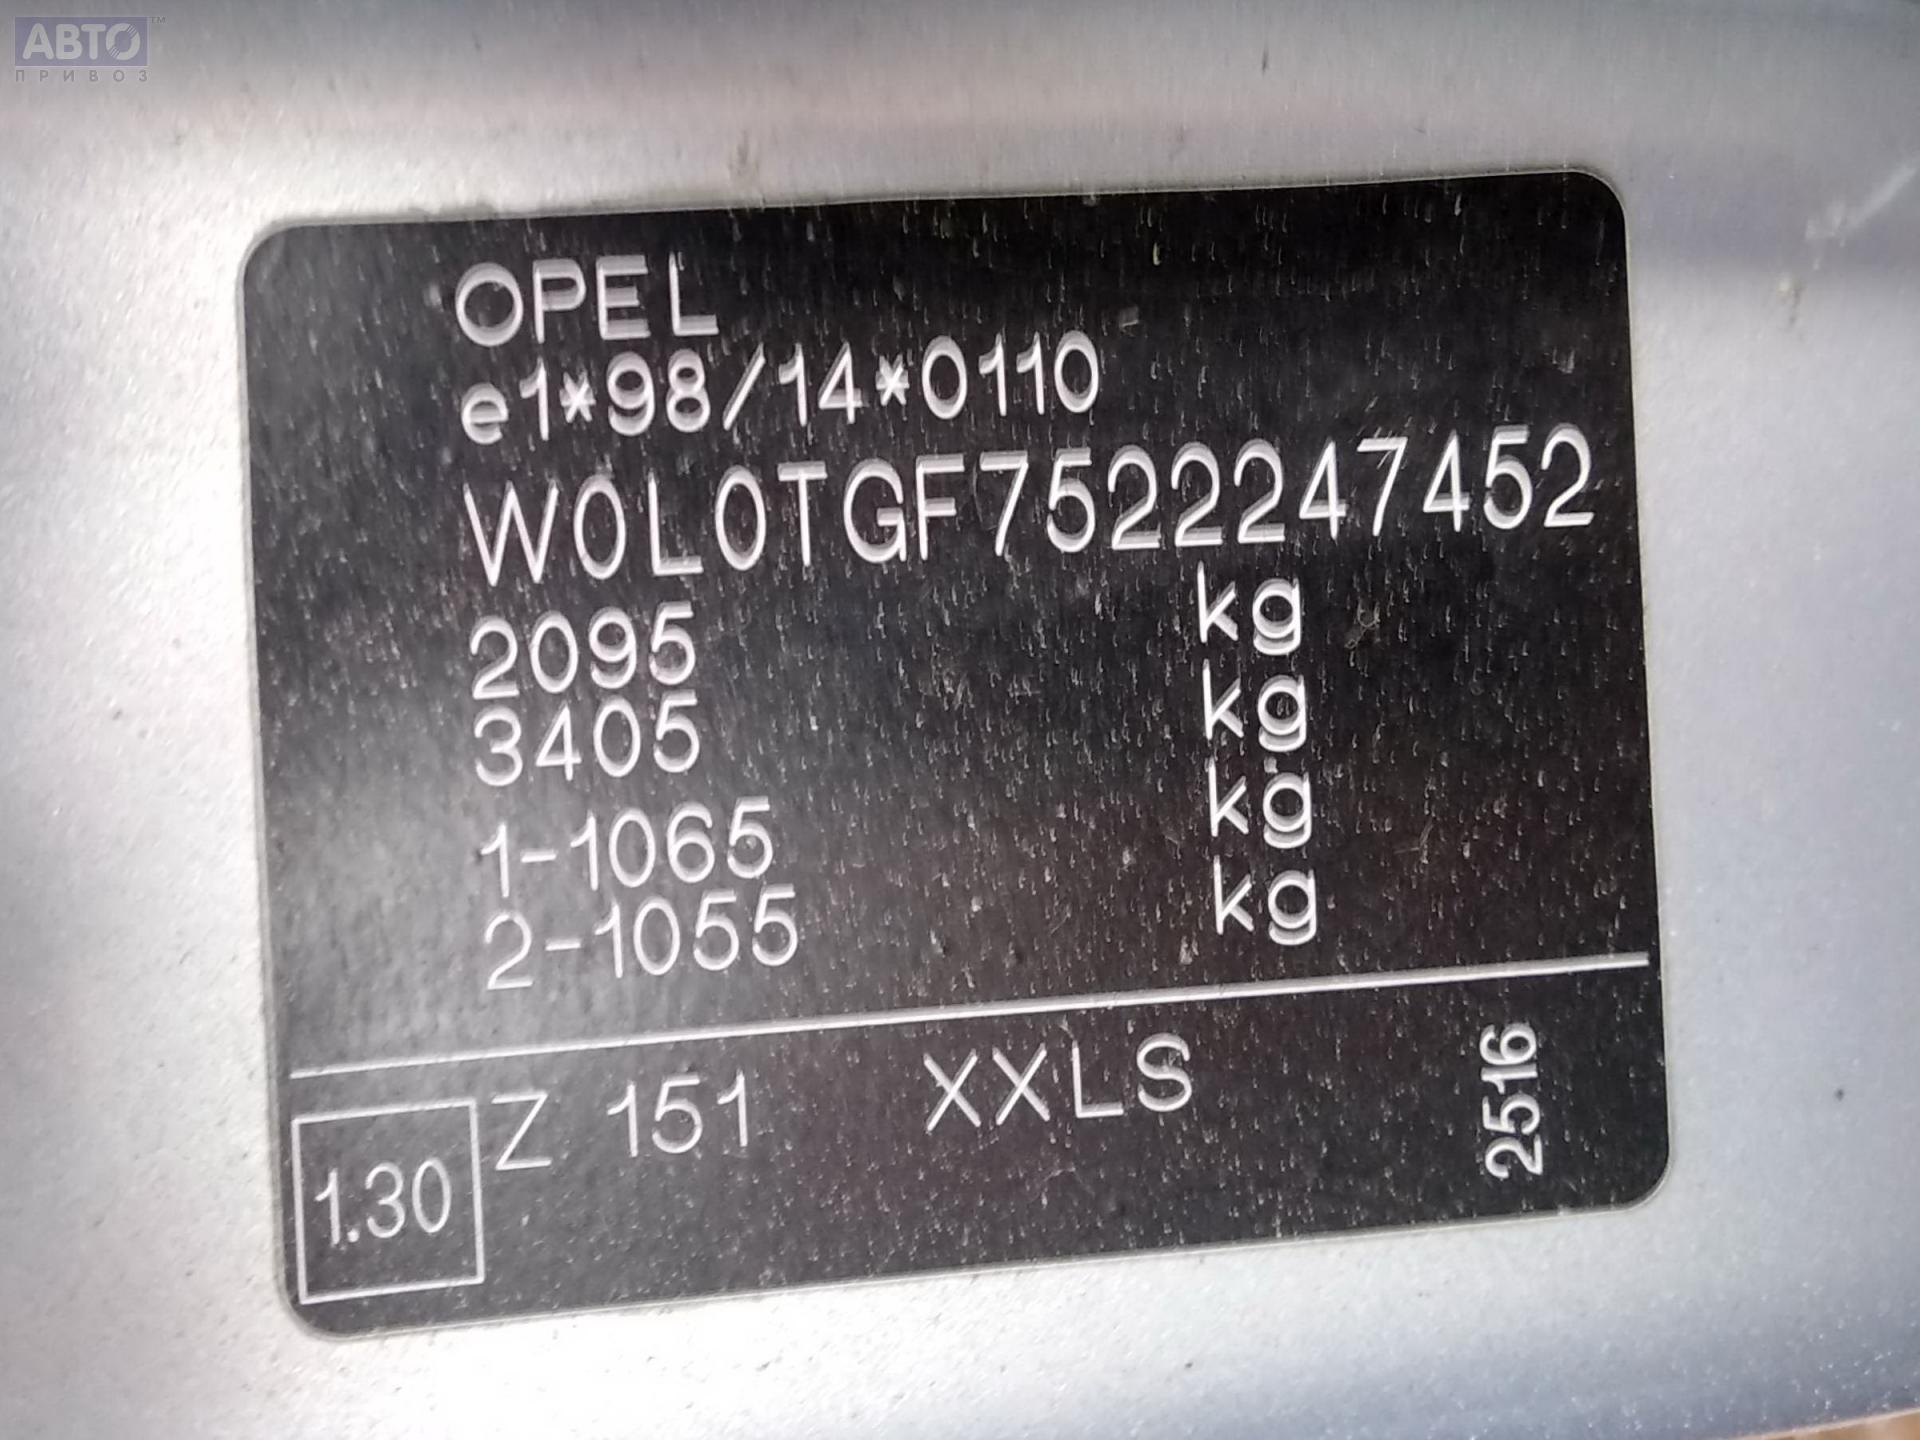 АВТО™
ПРИВОЗ
OPEL
e1*98/14*0110
W0L0TGF7522247452
2095 kg
3405 kg
1-1065 kg
2-1055 kg
1.30 Z 151 XXLS 2516